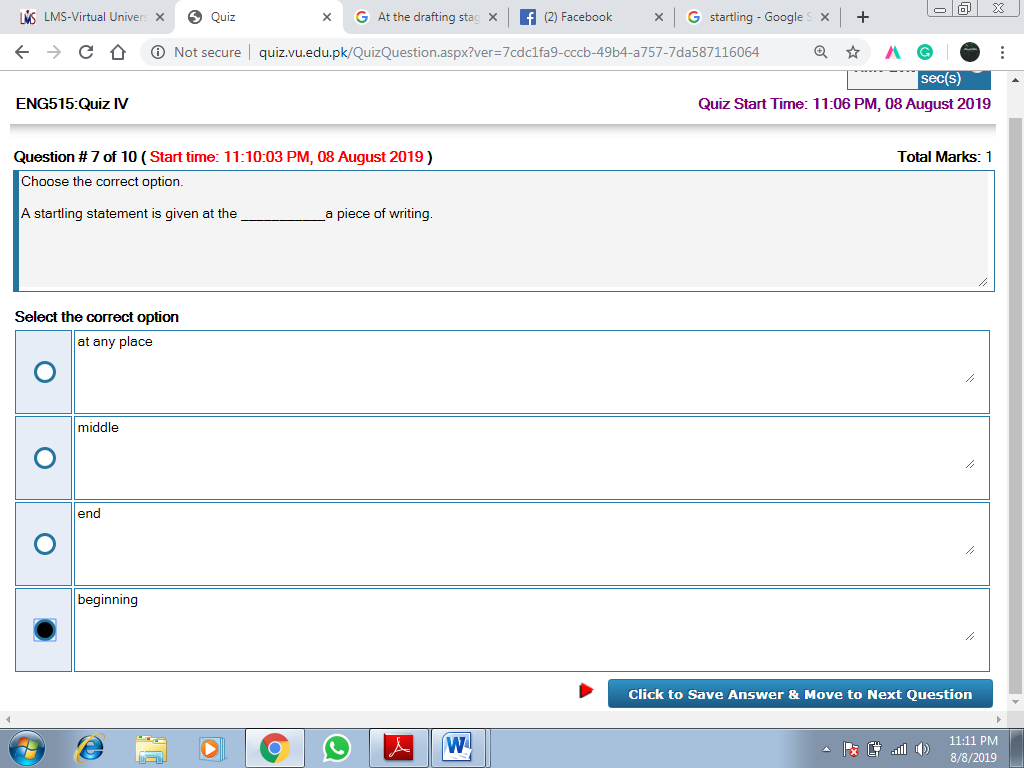 LMS-Virtual Univers
Quiz
At the drafting stag
(2) Facebook
startling - Google S
Not secure
quiz.vu.edu.pk/QuizQuestion.aspx?ver=7cdc1fa9-cccb-49b4-a757-7da587116064
sec(s)
ENG515:Quiz IV
Quiz Start Time: 11:06 PM, 08 August 2019
Question # 7 of 10 ( Start time: 11:10:03 PM, 08 August 2019 )
Total Marks: 1
Choose the correct option.
A startling statement is given at the ___________a piece of writing.
Select the correct option
at any place
middle
end
beginning
Click to Save Answer & Move to Next Question
11:11 PM
8/8/2019